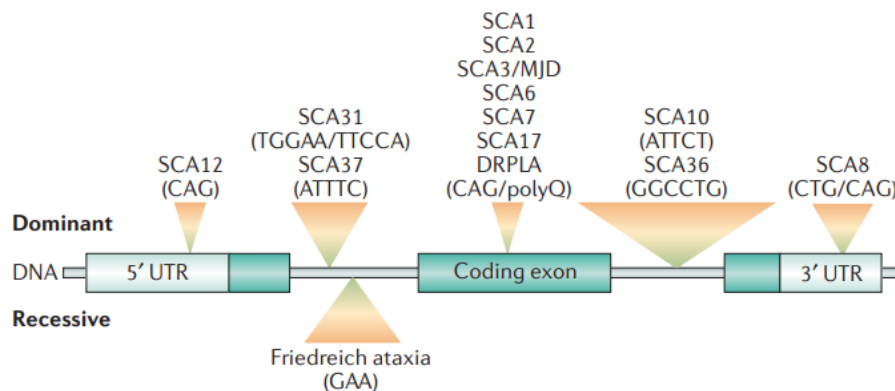 SCA1
SCA2
SCA3/MJD
SCA6
SCA7
SCA17
DRPLA
(CAG/polyQ)
SCA31
(TGGAA/TTCCA)
SCA37
(ATTTC)
SCA10
(ATTCT)
SCA36
(GGCCTG)
SCA12
(CAG)
SCA8
(CTG/CAG)
Dominant
DNA
5′ UTR
Coding exon
3′ UTR
Recessive
Friedreich ataxia
(GAA)